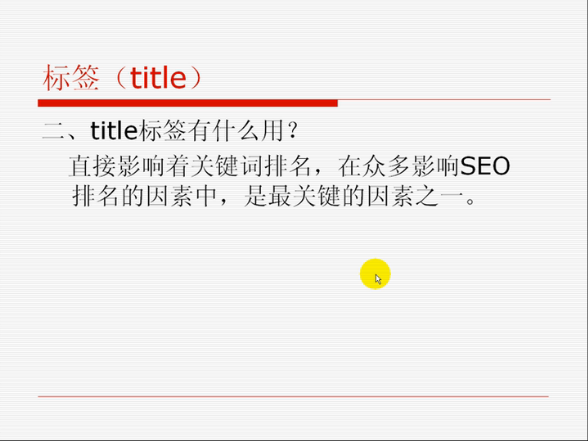 标签（title）
二、title标签有什么用？
直接影响着关键词排名，在众多影响SEO
排名的因素中，是最关键的因素之一。